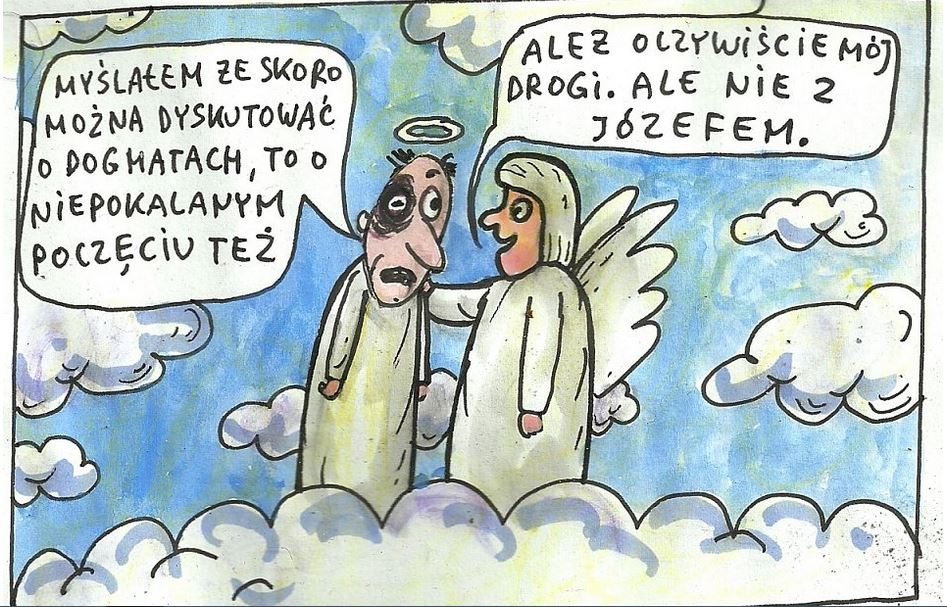 MYŚLAŁEM ŻE SKORO
MOŻNA DYSKUTOWAĆ
O DOGMATACH, TO O
NIEPOKALANYM
POCZĘCIU TEŻ
ALEŻ OCZYWIŚCIE MÓJ
DROGI. ALE NIE Z
JÓZEFEM.